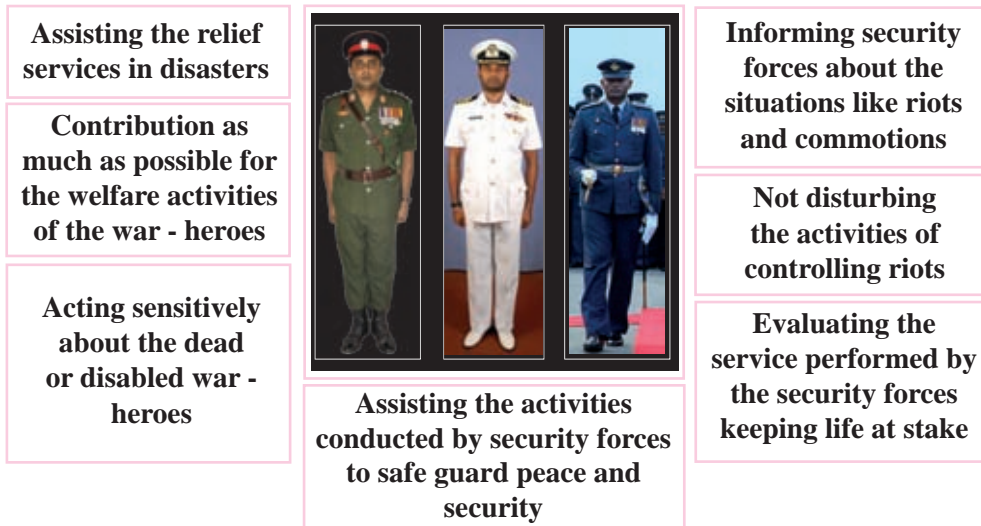 Assisting the relief
services in disasters
Contribution as
much as possible for
the welfare activities
of the war - heroes
Acting sensitively
about the dead
or disabled war -
heroes
Assisting the activities
conducted by security forces
to safe guard peace and
security
Informing security
forces about the
situations like riots
and commotions
Not disturbing
the activities of
controlling riots
Evaluating the
service performed by
the security forces
keeping life at stake